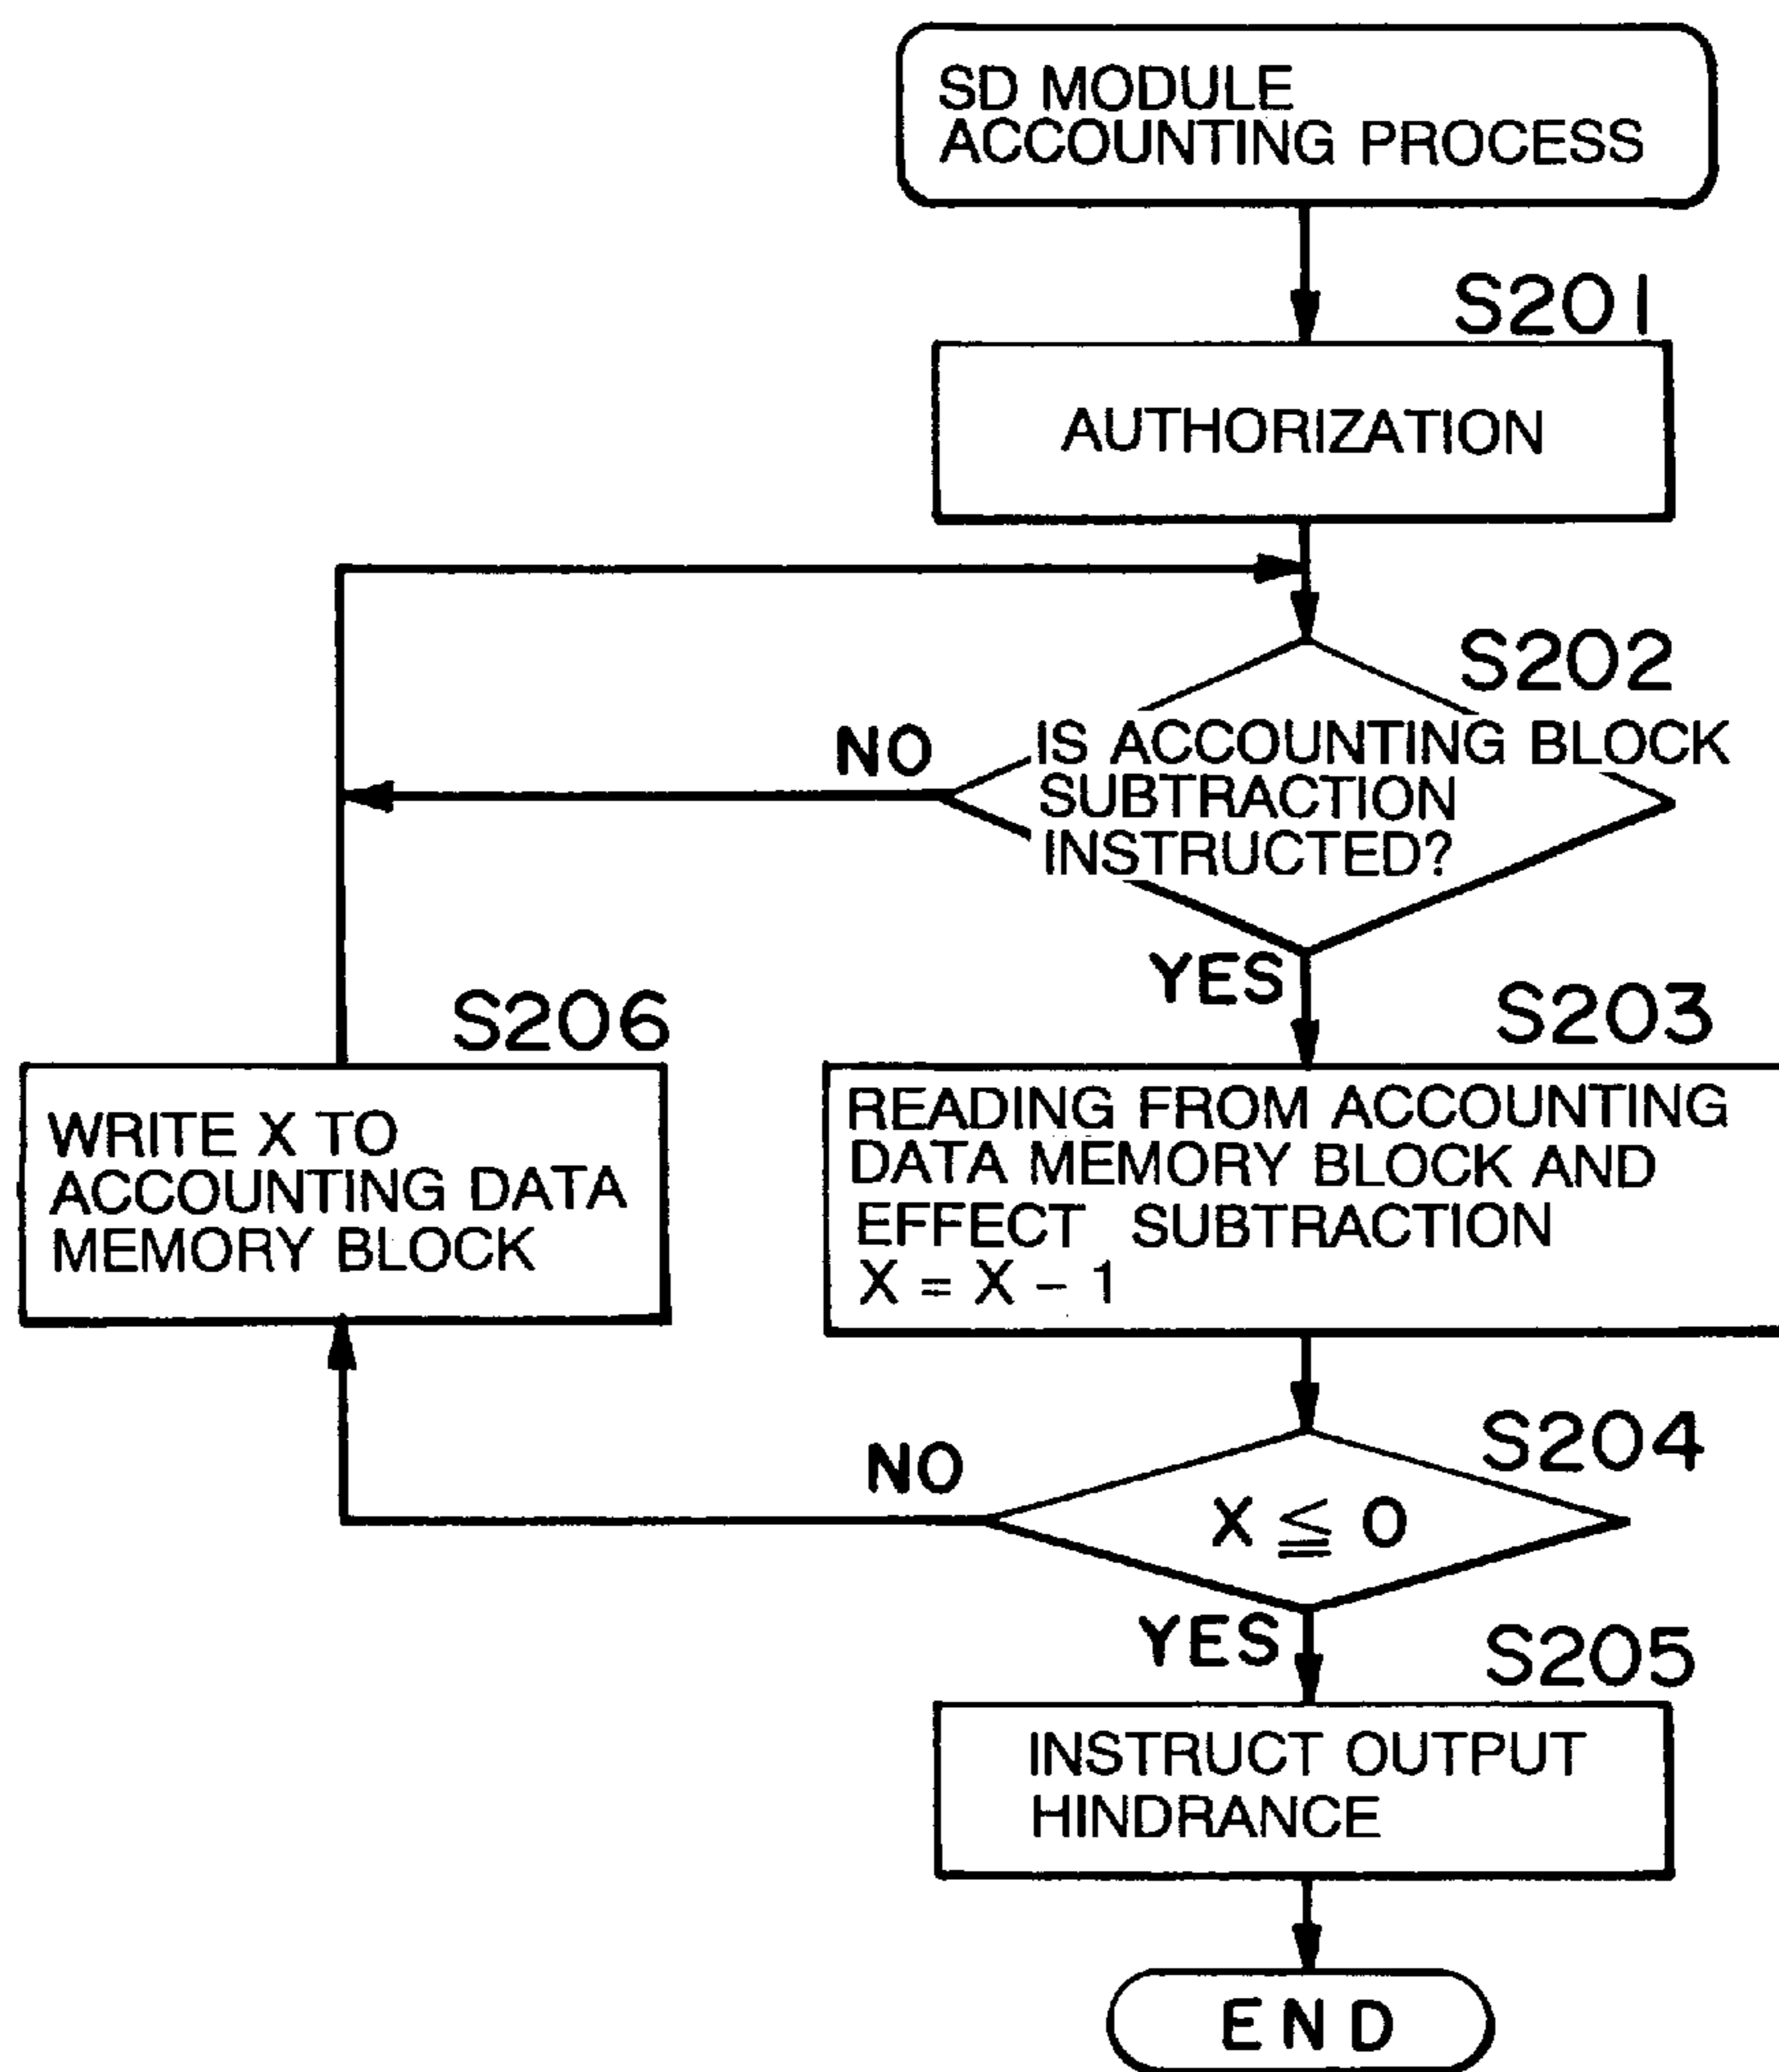 SD MODULE
ACCOUNTING PROCESS
S201
AUTHORIZATION
S202
NO
IS ACCOUNTING BLOCK
SUBTRACTION
INSTRUCTED?
YES
S203
READING FROM ACCOUNTING
DATA MEMORY BLOCK AND
EFFECT SUBTRACTION
X = X − 1
S206
WRITE X TO
ACCOUNTING DATA
MEMORY BLOCK
S204
NO
X ≦ 0
YES
S205
INSTRUCT OUTPUT
HINDRANCE
END